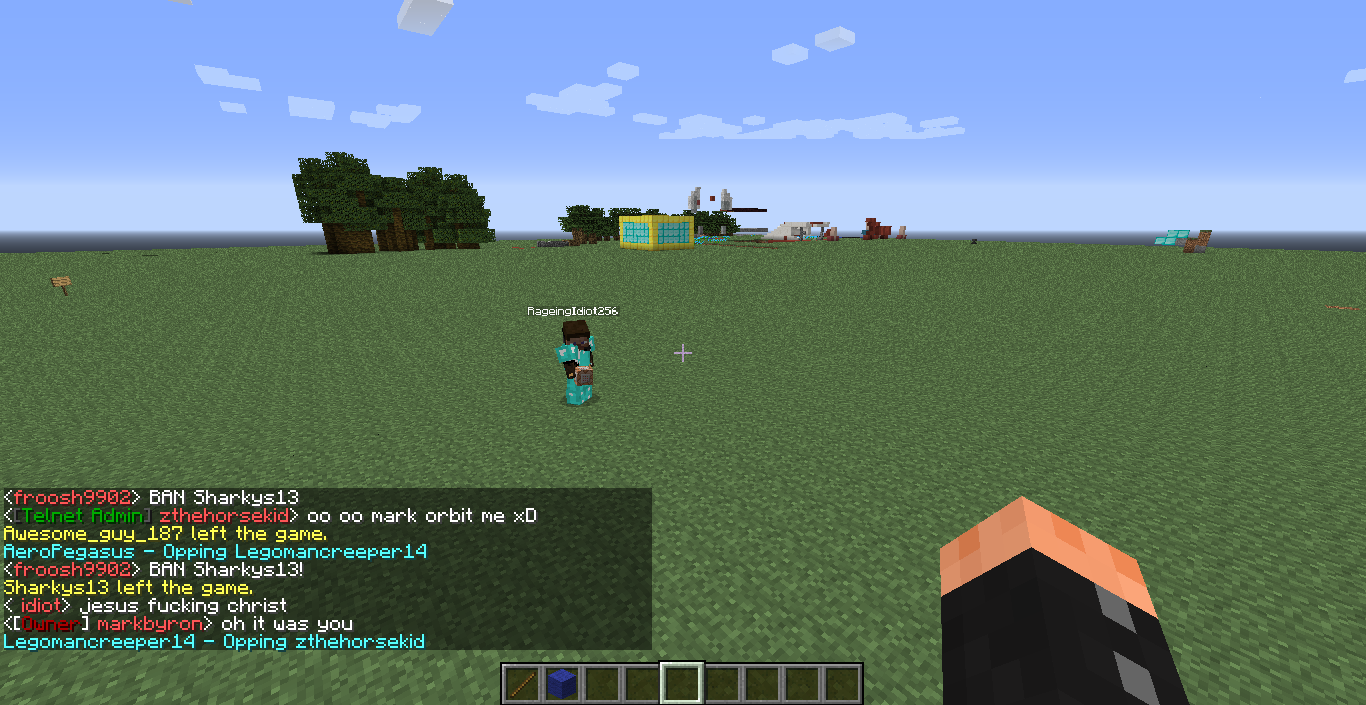 RageingIdiot256
<froosh9902> BAN Sharkys13
<[Telnet Admin] zthehorsekid> oo oo mark orbit me xD
Awesome_guy_187 left the game.
AeroPegasus - Opping Legomancreeper14
<froosh9902> BAN Sharkys13!
Sharkys13 left the game.
< idiot> jesus fucking christ
<[Owner] markbyron> oh it was you
Legomancreeper14 - Opping zthehorsekid